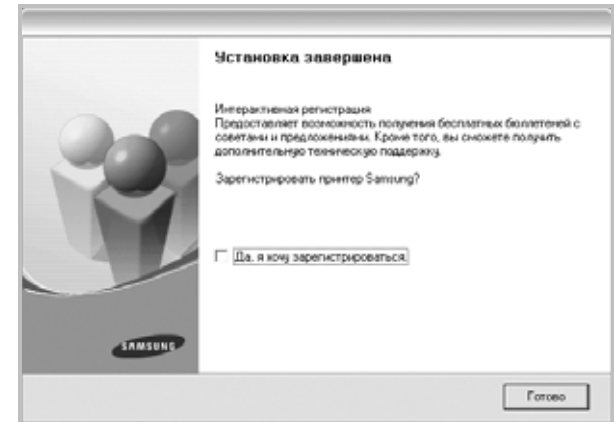 Установка завершена
Интерактивная регистрация
Предоставляет возможность получения бесплатных бюллетеней с
советами и предложениями. Кроме того, вы сможете получить
дополнительную техническую поддержку.
Зарегистрировать принтер Samsung?
Да, я хочу зарегистрироваться.
SAMSUNG
Готово